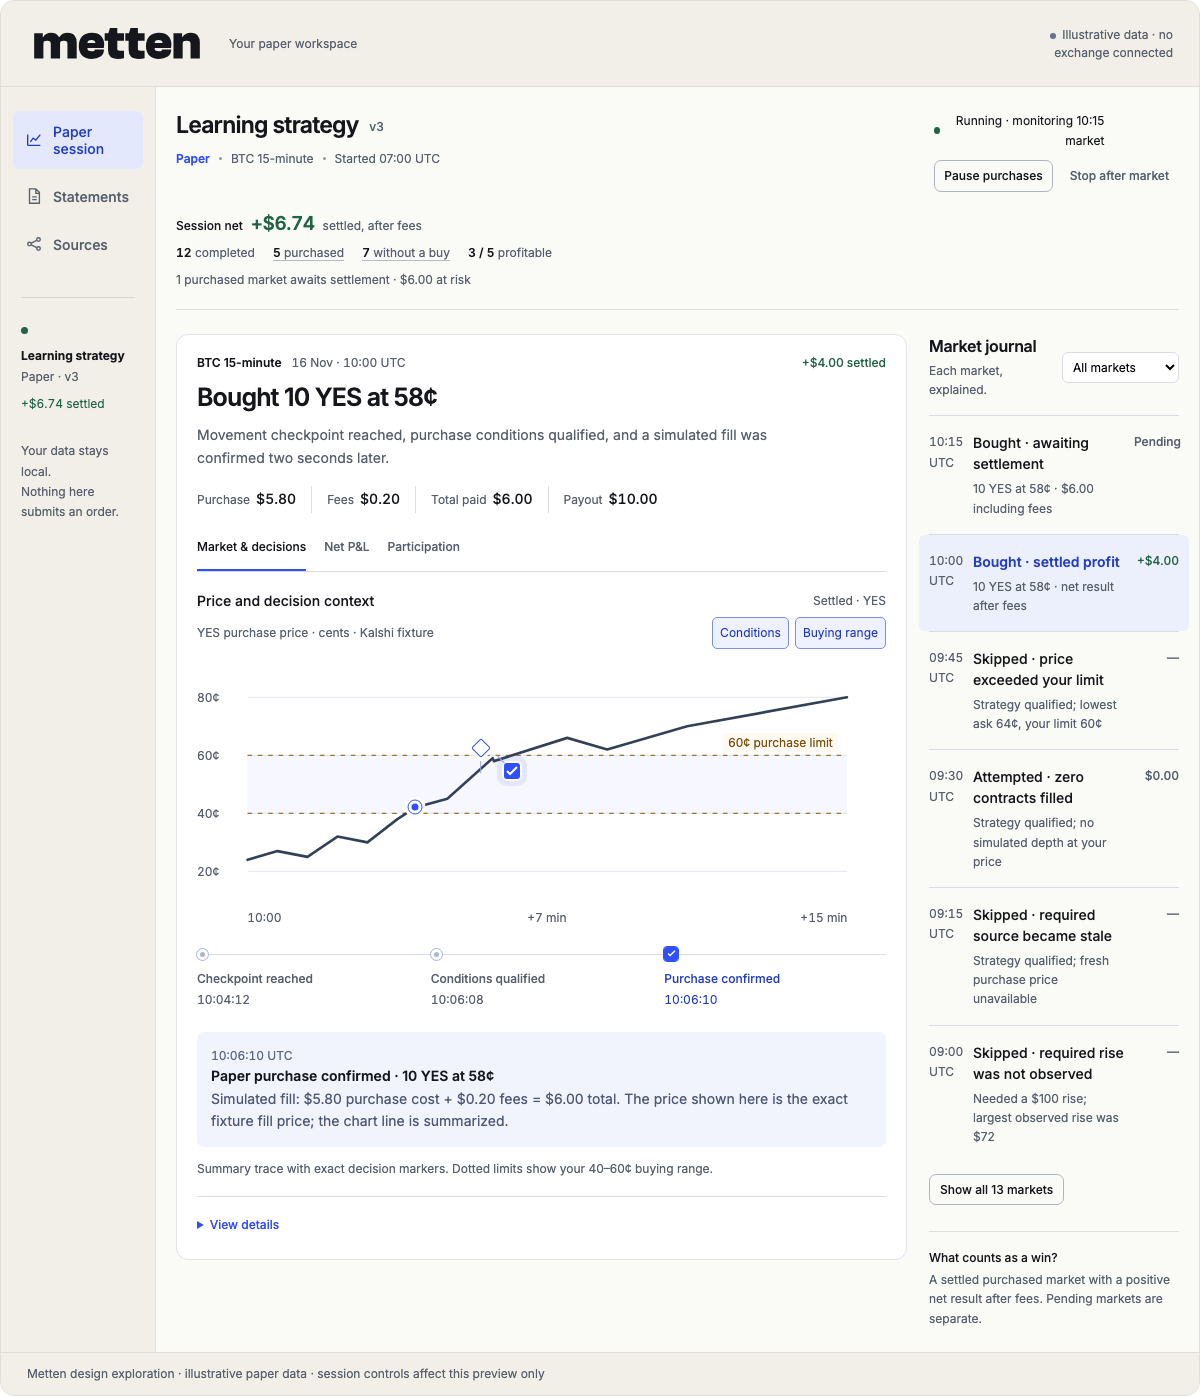 metten
Your paper workspace
Illustrative data · no
exchange connected
Paper
session
Statements
Sources
Learning strategy
Paper · v3
+$6.74 settled
Your data stays
local.
Nothing here
submits an order.
Learning strategy v3
Paper · BTC 15-minute · Started 07:00 UTC
Running · monitoring 10:15
market
Pause purchases
Stop after market
Session net +$6.74 settled, after fees
12 completed 5 purchased 7 without a buy 3 / 5 profitable
1 purchased market awaits settlement · $6.00 at risk
BTC 15-minute 16 Nov · 10:00 UTC
+$4.00 settled
Bought 10 YES at 58¢
Movement checkpoint reached, purchase conditions qualified, and a simulated fill was
confirmed two seconds later.
Purchase $5.80 Fees $0.20 Total paid $6.00 Payout $10.00
Market & decisions Net P&L Participation
Price and decision context
Settled · YES
YES purchase price · cents · Kalshi fixture
Conditions
Buying range
80¢
60¢
40¢
20¢
60¢ purchase limit
10:00
+7 min
+15 min
Checkpoint reached
10:04:12
Conditions qualified
10:06:08
Purchase confirmed
10:06:10
10:06:10 UTC
Paper purchase confirmed · 10 YES at 58¢
Simulated fill: $5.80 purchase cost + $0.20 fees = $6.00 total. The price shown here is the exact
fixture fill price; the chart line is summarized.
Summary trace with exact decision markers. Dotted limits show your 40–60¢ buying range.
View details
Market journal
Each market,
explained.
All markets
10:15
UTC
Bought · awaiting
settlement
Pending
10 YES at 58¢ · $6.00
including fees
10:00
UTC
Bought · settled profit
+$4.00
10 YES at 58¢ · net result
after fees
09:45
UTC
Skipped · price
exceeded your limit
—
Strategy qualified; lowest
ask 64¢, your limit 60¢
09:30
UTC
Attempted · zero
contracts filled
$0.00
Strategy qualified; no
simulated depth at your
price
09:15
UTC
Skipped · required
source became stale
—
Strategy qualified; fresh
purchase price
unavailable
09:00
UTC
Skipped · required rise
was not observed
—
Needed a $100 rise;
largest observed rise was
$72
Show all 13 markets
What counts as a win?
A settled purchased market with a positive
net result after fees. Pending markets are
separate.
Metten design exploration · illustrative paper data · session controls affect this preview only